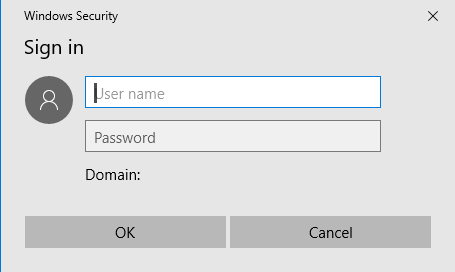 Windows Security
Sign in
User name
Password
Domain:
OK
Cancel